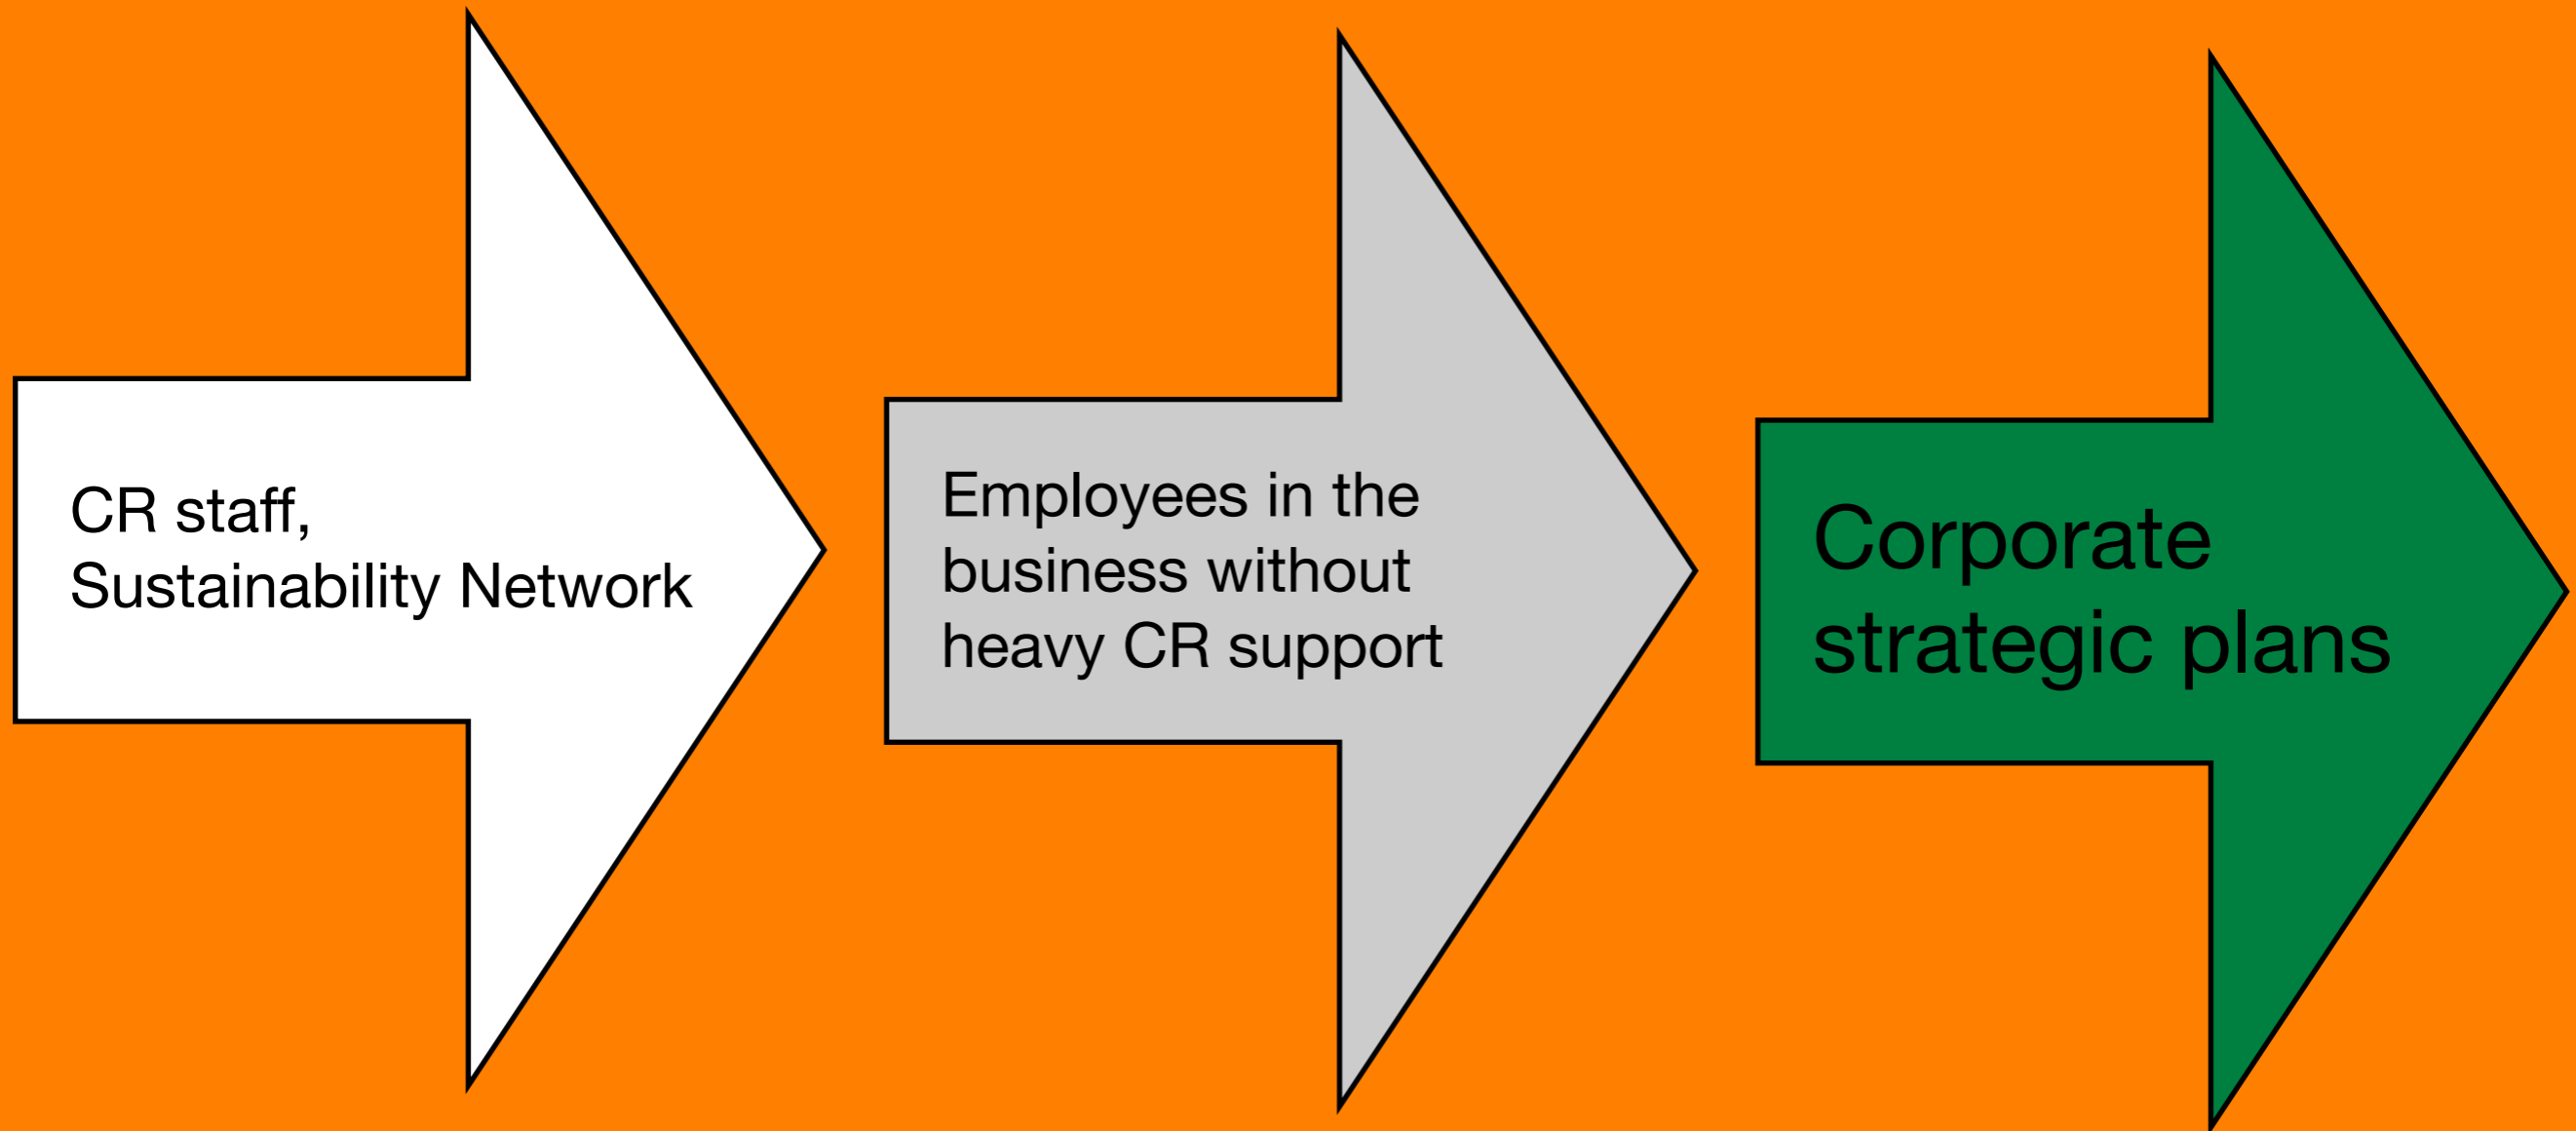 CR staff,
Sustainability Network
Employees in the
business without
heavy CR support
Corporate
strategic plans